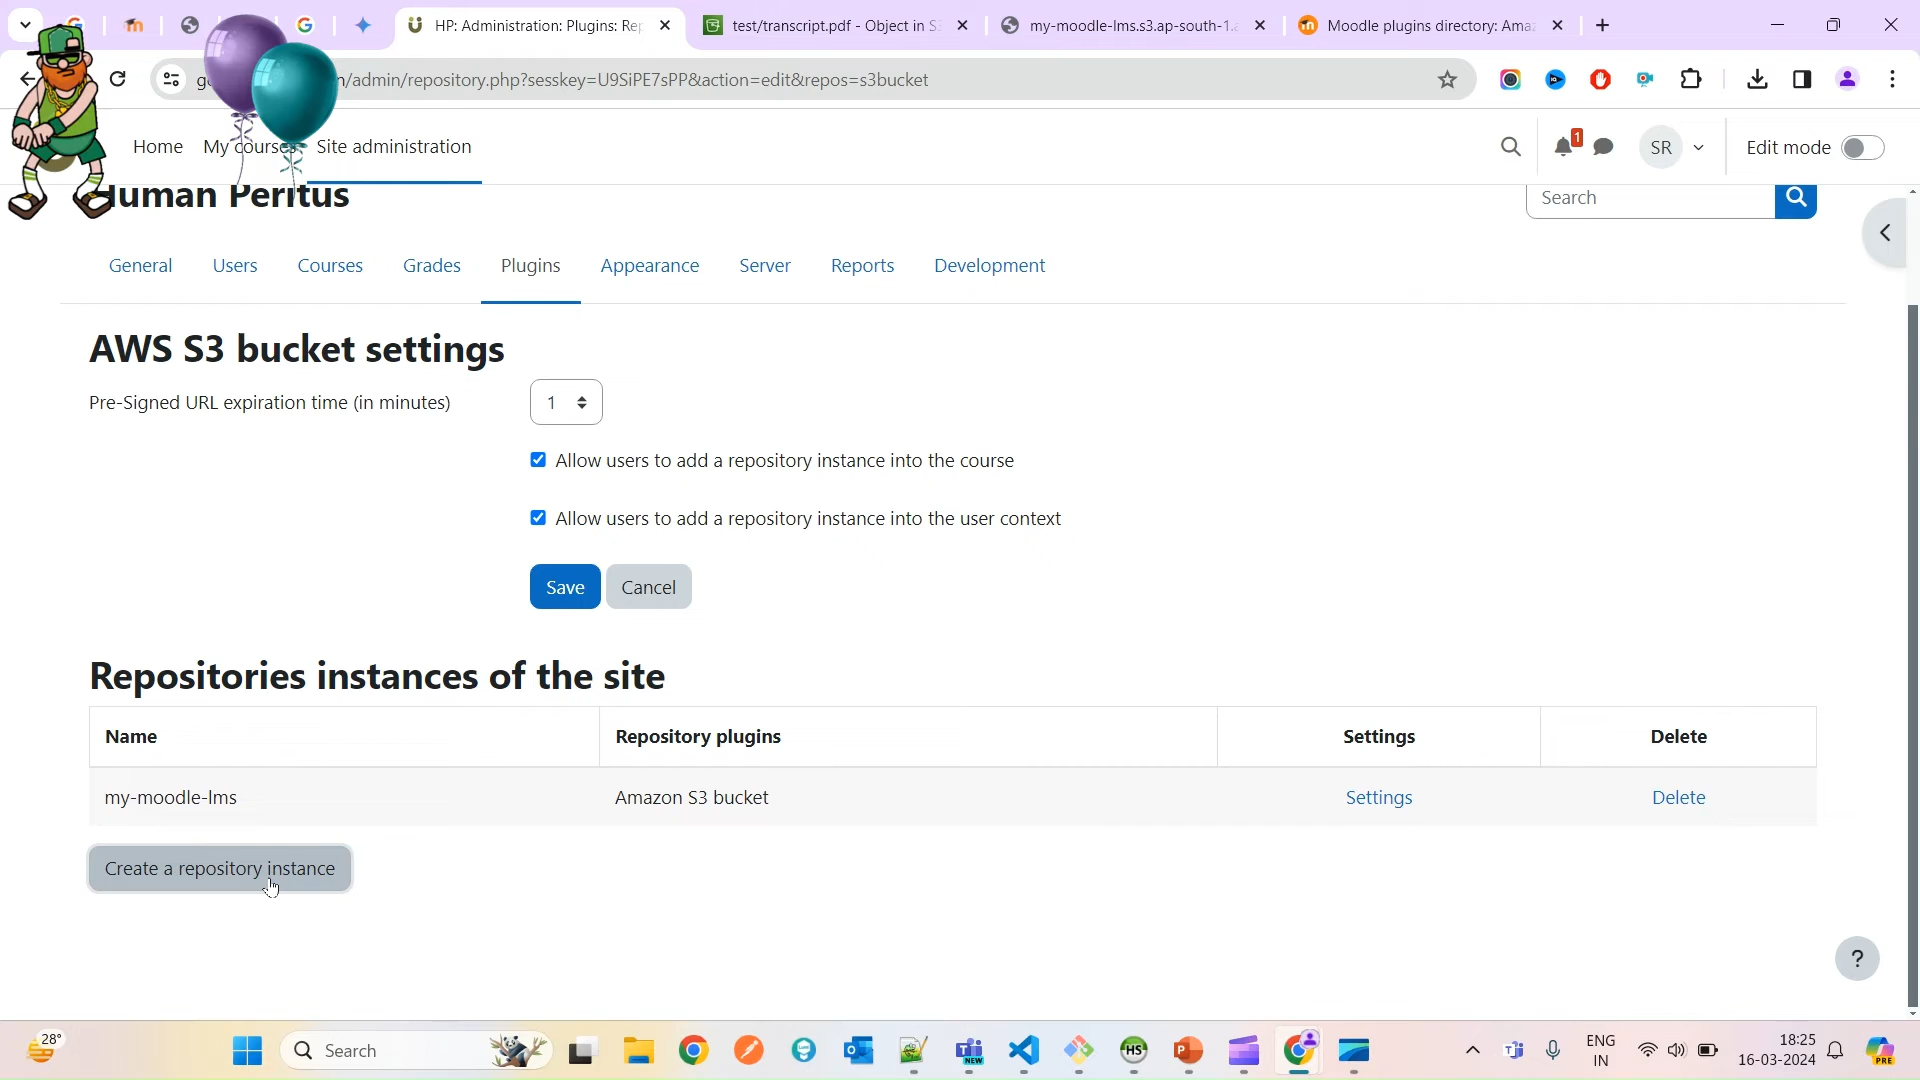 HP: Administration: Plugins: Re
test/transcript.pdf - Object in S
my-moodle-lms.s3.ap-south-1.
Moodle plugins directory: Ama
/admin/repository.php?sesskey=U9SiPE7sPP&action=edit&repos=s3bucket
Home My courses Site administration
1
SR
Edit mode
Human Peritus
Search
General Users Courses Grades Plugins Appearance Server Reports Development
AWS S3 bucket settings
Pre-Signed URL expiration time (in minutes) 1
Allow users to add a repository instance into the course
Allow users to add a repository instance into the user context
Save Cancel
Repositories instances of the site
Name Repository plugins Settings Delete
my-moodle-lms Amazon S3 bucket Settings Delete
Create a repository instance
?
28°
Search
NEW
HS
ENG
IN
18:25
16-03-2024
PRE